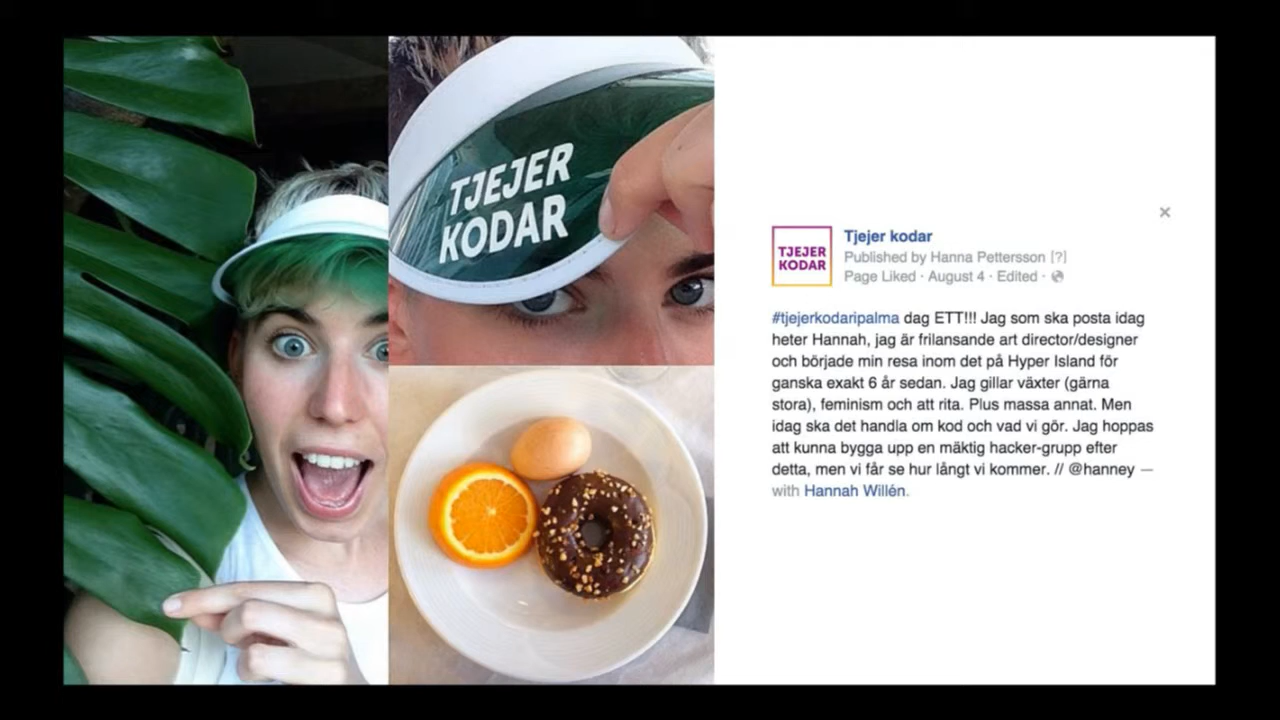 TJEJER
KODAR
TJEJER
KODAR
Tjejer kodar
Published by Hanna Pettersson [?]
Page Liked · August 4 · Edited ·
#tjejerkodaripalma dag ETT!!! Jag som ska posta idag
heter Hannah, jag är frilansande art director/designer
och började min resa inom det på Hyper Island för
ganska exakt 6 år sedan. Jag gillar växter (gärna
stora), feminism och att rita. Plus massa annat. Men
idag ska det handla om kod och vad vi gör. Jag hoppas
att kunna bygga upp en mäktig hacker-grupp efter
detta, men vi får se hur långt vi kommer. // @hanney —
with Hannah Willén.